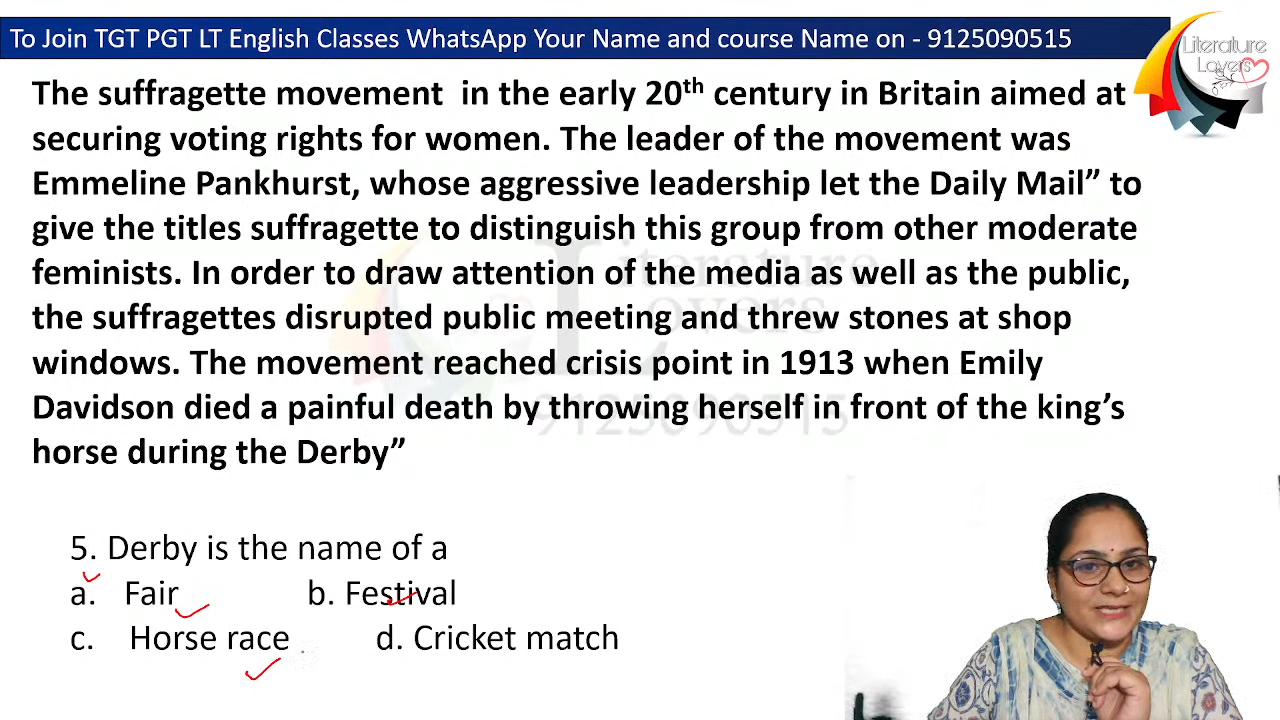 To Join TGT PGT LT English Classes WhatsApp Your Name and course Name on - 9125090515
Literature
Lovers
The suffragette movement in the early 20th century in Britain aimed at
securing voting rights for women. The leader of the movement was
Emmeline Pankhurst, whose aggressive leadership let the Daily Mail” to
give the titles suffragette to distinguish this group from other moderate
feminists. In order to draw attention of the media as well as the public,
the suffragettes disrupted public meeting and threw stones at shop
windows. The movement reached crisis point in 1913 when Emily
Davidson died a painful death by throwing herself in front of the king’s
horse during the Derby”
Literature
Lovers
9125090515
5. Derby is the name of a
a. Fair b. Festival
c. Horse race d. Cricket match